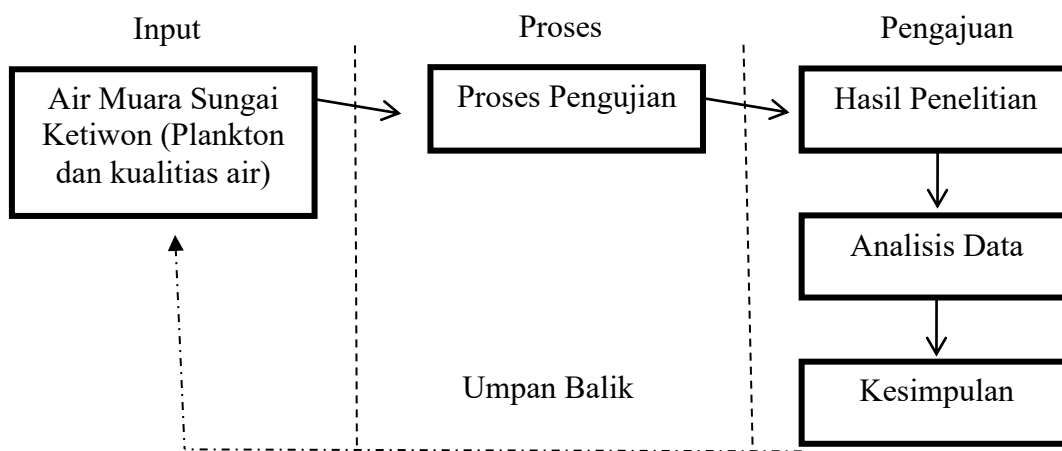 Input
Proses
Pengajuan
Air Muara Sungai
Ketiwon (Plankton
dan kualitias air)
Proses Pengujian
Hasil Penelitian
Analisis Data
Umpan Balik
Kesimpulan